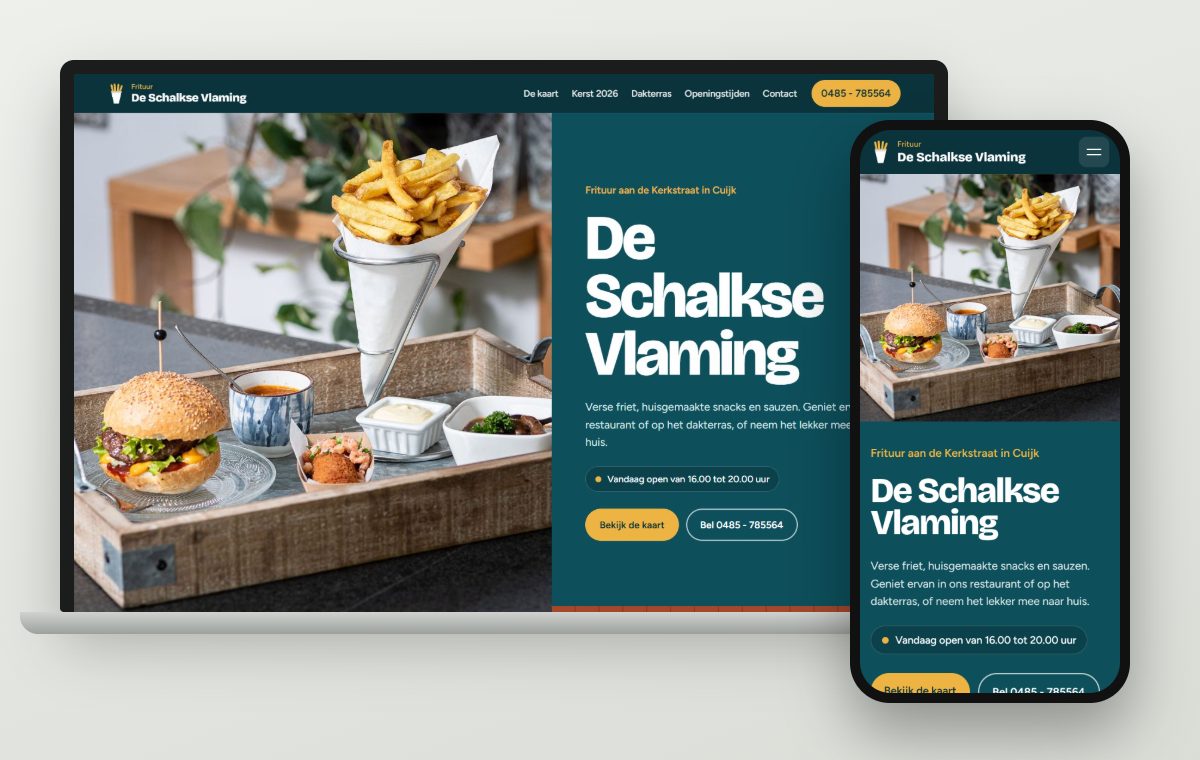 Frituur
De Schalkse Vlaming
De kaart Kerst 2026 Dakterras Openingstijden Contact 0485 - 785564
Frituur aan de Kerkstraat in Cuijk
De
Schalkse
Vlaming
Verse friet, huisgemaakte snacks en sauzen. Geniet
restaurant of op het dakterras, of neem het lekker mee
huis.
Vandaag open van 16.00 tot 20.00 uur
Bekijk de kaart Bel 0485 - 785564
Frituur
De Schalkse Vlaming
Frituur aan de Kerkstraat in Cuijk
De Schalkse
Vlaming
Verse friet, huisgemaakte snacks en sauzen.
Geniet ervan in ons restaurant of op het
dakterras, of neem het lekker mee naar huis.
Vandaag open van 16.00 tot 20.00 uur
Bekijk de kaart Bel 0485 - 785564